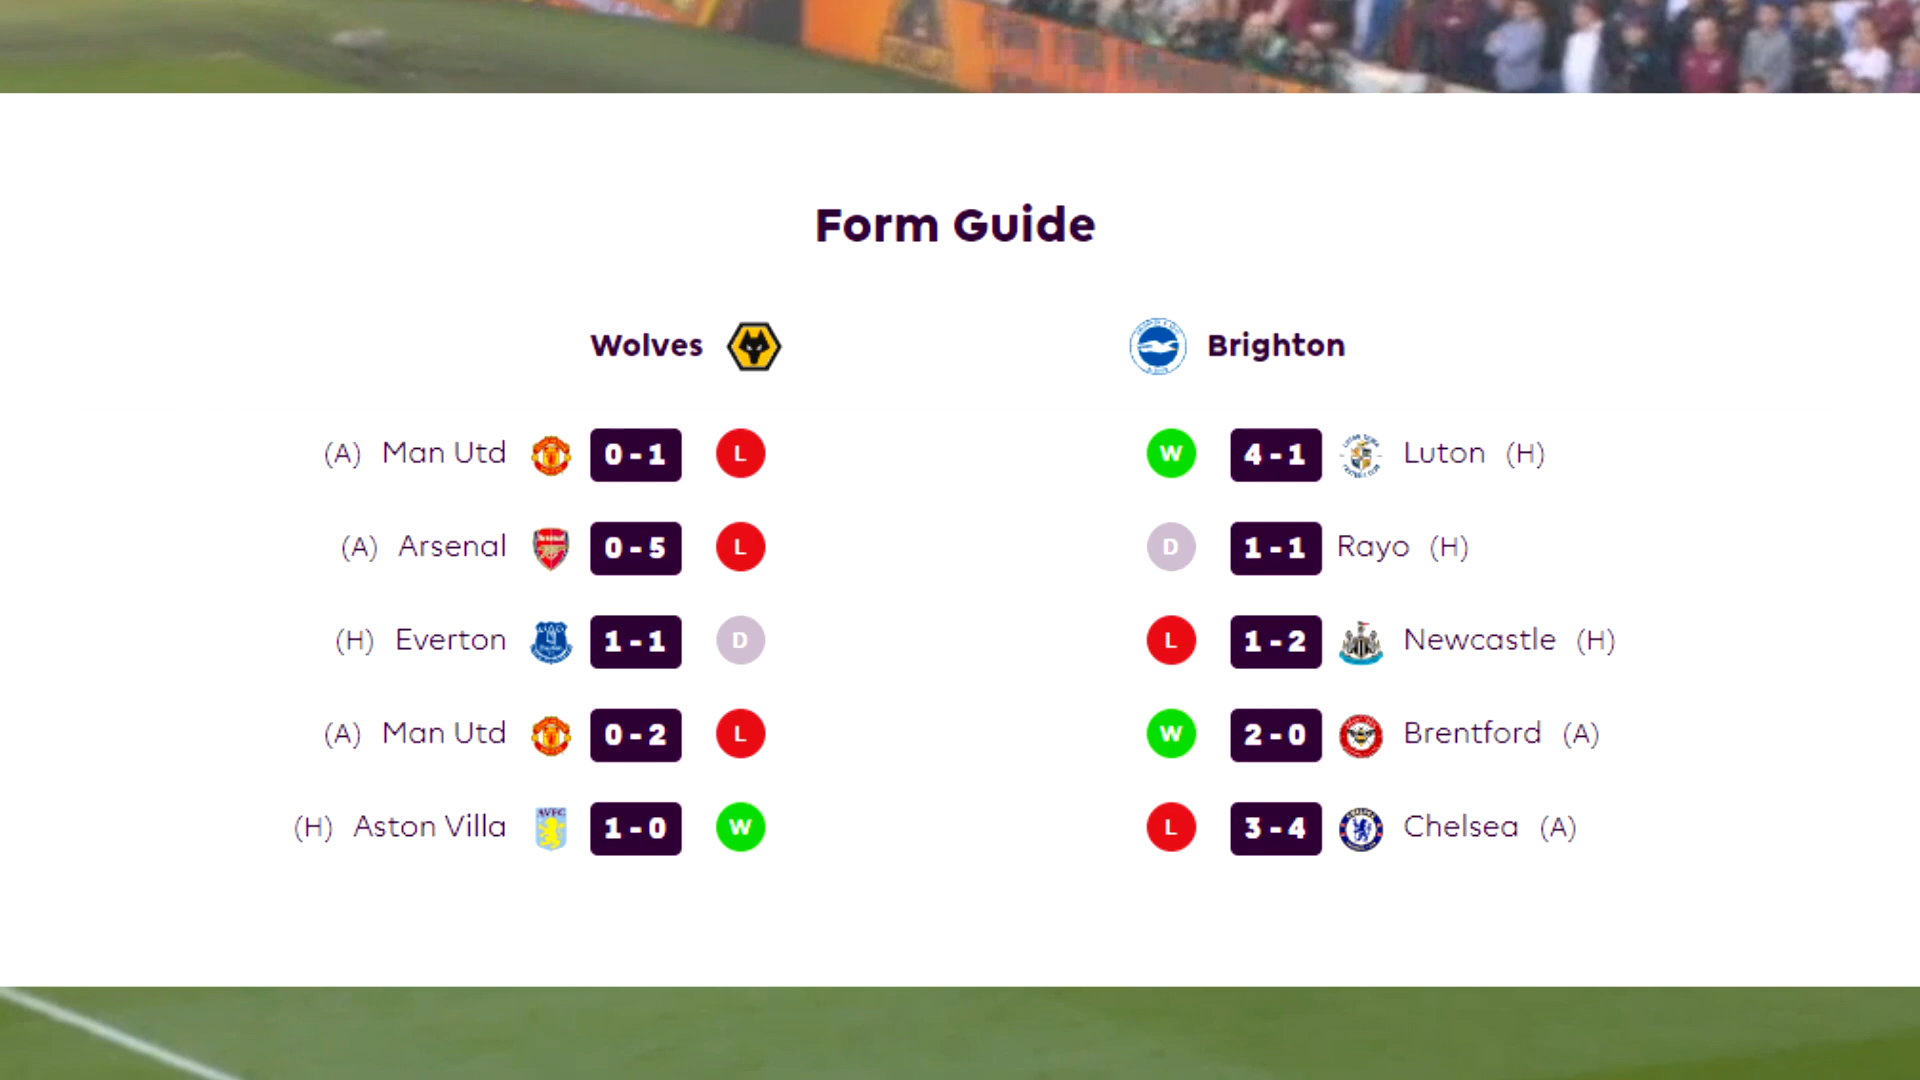 Form Guide
Wolves
Brighton
(A) Man Utd 0 - 1 L
W 4 - 1 Luton (H)
(A) Arsenal 0 - 5 L
D 1 - 1 Rayo (H)
(H) Everton 1 - 1 D
L 1 - 2 Newcastle (H)
(A) Man Utd 0 - 2 L
W 2 - 0 Brentford (A)
(H) Aston Villa 1 - 0 W
L 3 - 4 Chelsea (A)